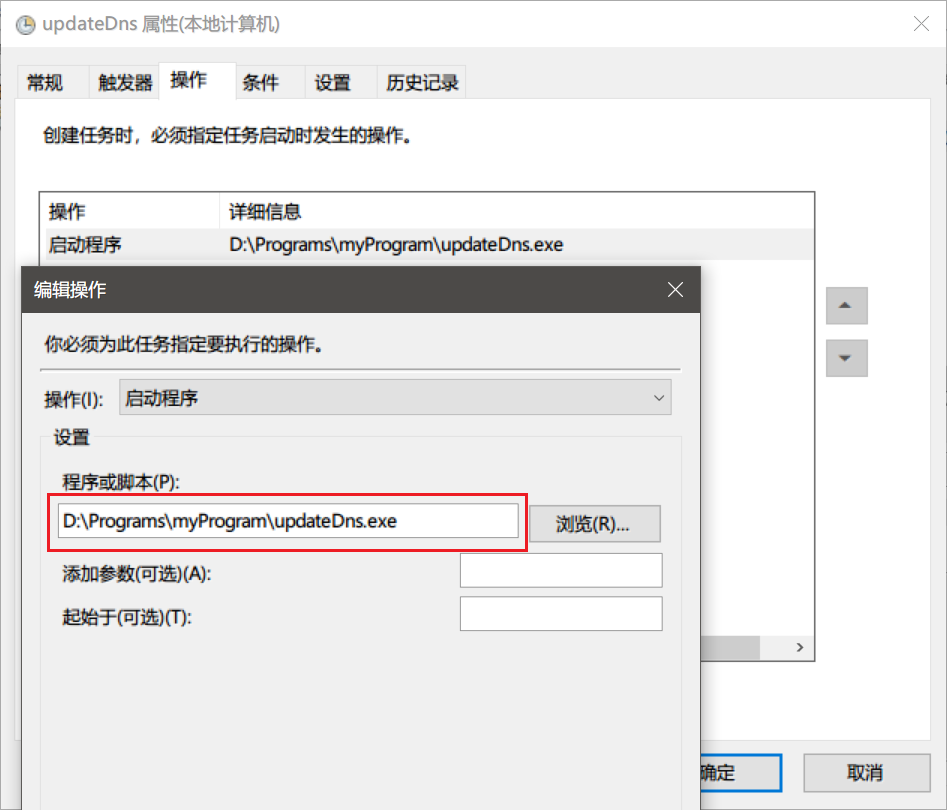 updateDns 属性(本地计算机)
常规 触发器 操作 条件 设置 历史记录
创建任务时，必须指定任务启动时发生的操作。
操作 详细信息
启动程序 D:\Programs\myProgram\updateDns.exe
编辑操作
你必须为此任务指定要执行的操作。
操作(I): 启动程序
设置
程序或脚本(P):
D:\Programs\myProgram\updateDns.exe 浏览(R)...
添加参数(可选)(A):
起始于(可选)(T):
确定 取消